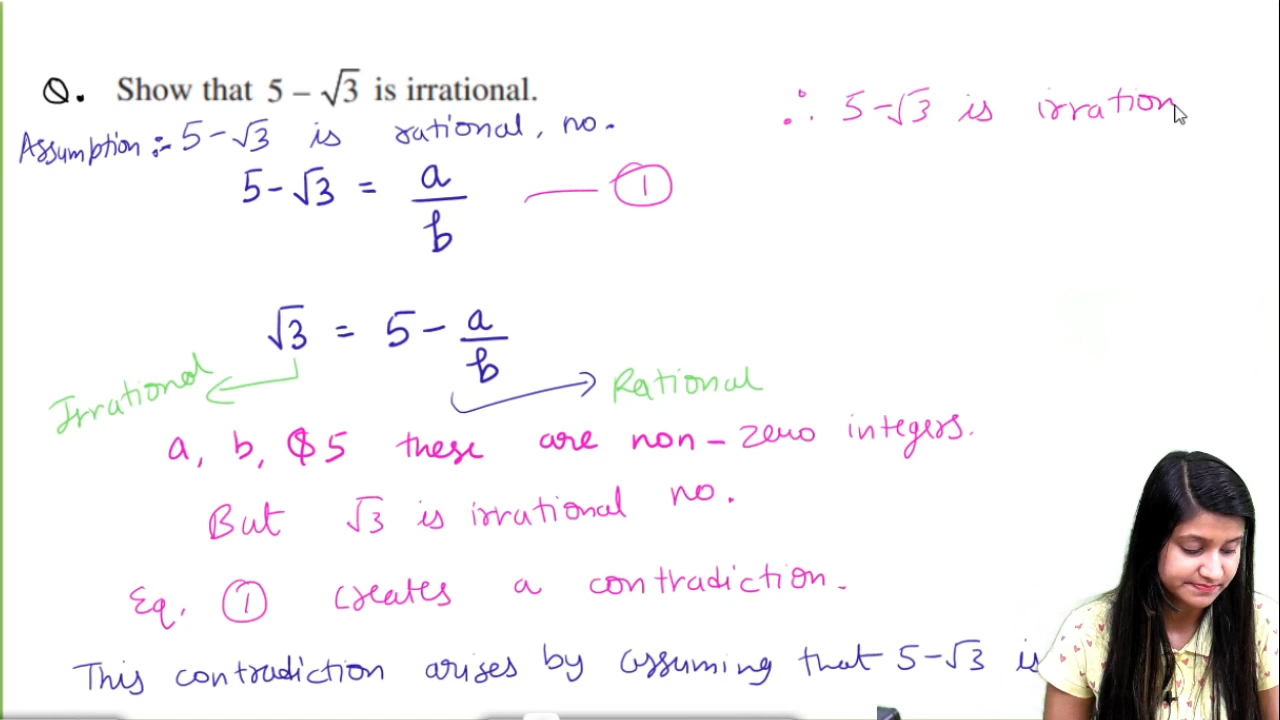 Q. Show that 5 – √3 is irrational.
Assumption :- 5-√3 is rational, no.
5-√3 = a/b — ①
√3 = 5 - a/b
Irrational
Rational
a, b, & 5 these are non-zero integers.
But √3 is irrational no.
Eq. ① creates a contradiction.
This contradiction arises by assuming that 5-√3 is
∴ 5-√3 is irration